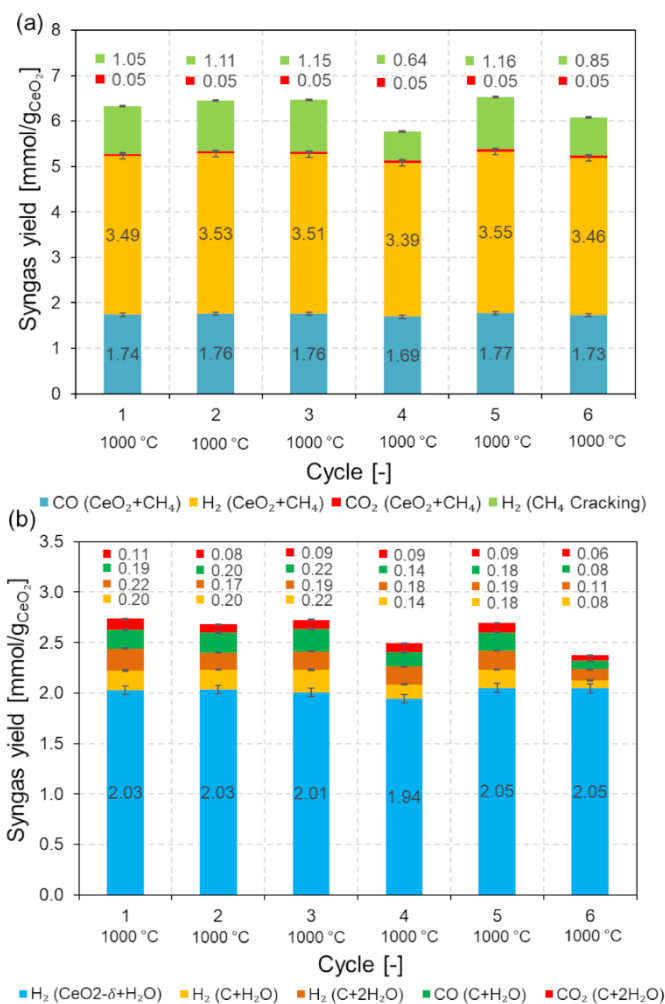 (a)
Syngas yield [mmol/gCeO₂]
8
7
6
5
4
3
2
1
0
1.05 1.11 1.15 0.64 1.16 0.85
0.05 0.05 0.05 0.05 0.05 0.05
3.49 3.53 3.51 3.39 3.55 3.46
1.74 1.76 1.76 1.69 1.77 1.73
1 2 3 4 5 6
1000 °C 1000 °C 1000 °C 1000 °C 1000 °C 1000 °C
Cycle [-]
CO (CeO₂+CH₄) H₂ (CeO₂+CH₄) CO₂ (CeO₂+CH₄) H₂ (CH₄ Cracking)
(b)
Syngas yield [mmol/gCeO₂]
3.5
3.0
2.5
2.0
1.5
1.0
0.5
0.0
0.11 0.08 0.09 0.09 0.09 0.06
0.19 0.20 0.22 0.14 0.18 0.08
0.22 0.17 0.19 0.18 0.19 0.11
0.20 0.20 0.22 0.14 0.18 0.08
2.03 2.03 2.01 1.94 2.05 2.05
1 2 3 4 5 6
1000 °C 1000 °C 1000 °C 1000 °C 1000 °C 1000 °C
Cycle [-]
H₂ (CeO2-δ+H₂O) H₂ (C+H₂O) H₂ (C+2H₂O) CO (C+H₂O) CO₂ (C+2H₂O)